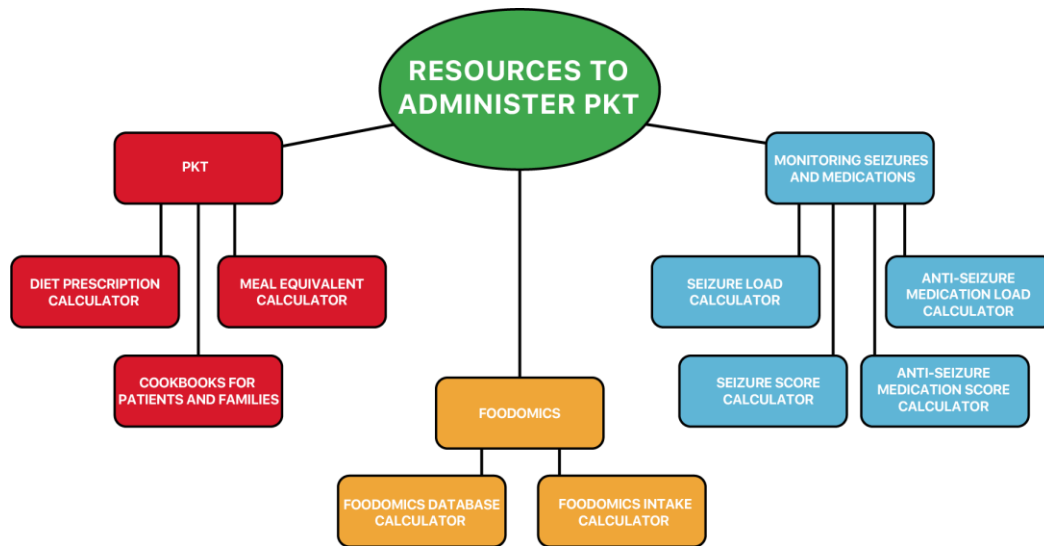 RESOURCES TO
ADMINISTER PKT
PKT
MONITORING SEIZURES
AND MEDICATIONS
DIET PRESCRIPTION
CALCULATOR
MEAL EQUIVALENT
CALCULATOR
SEIZURE LOAD
CALCULATOR
ANTI-SEIZURE
MEDICATION LOAD
CALCULATOR
COOKBOOKS FOR
PATIENTS AND FAMILIES
SEIZURE SCORE
CALCULATOR
ANTI-SEIZURE
MEDICATION SCORE
CALCULATOR
FOODOMICS
FOODOMICS DATABASE
CALCULATOR
FOODOMICS INTAKE
CALCULATOR